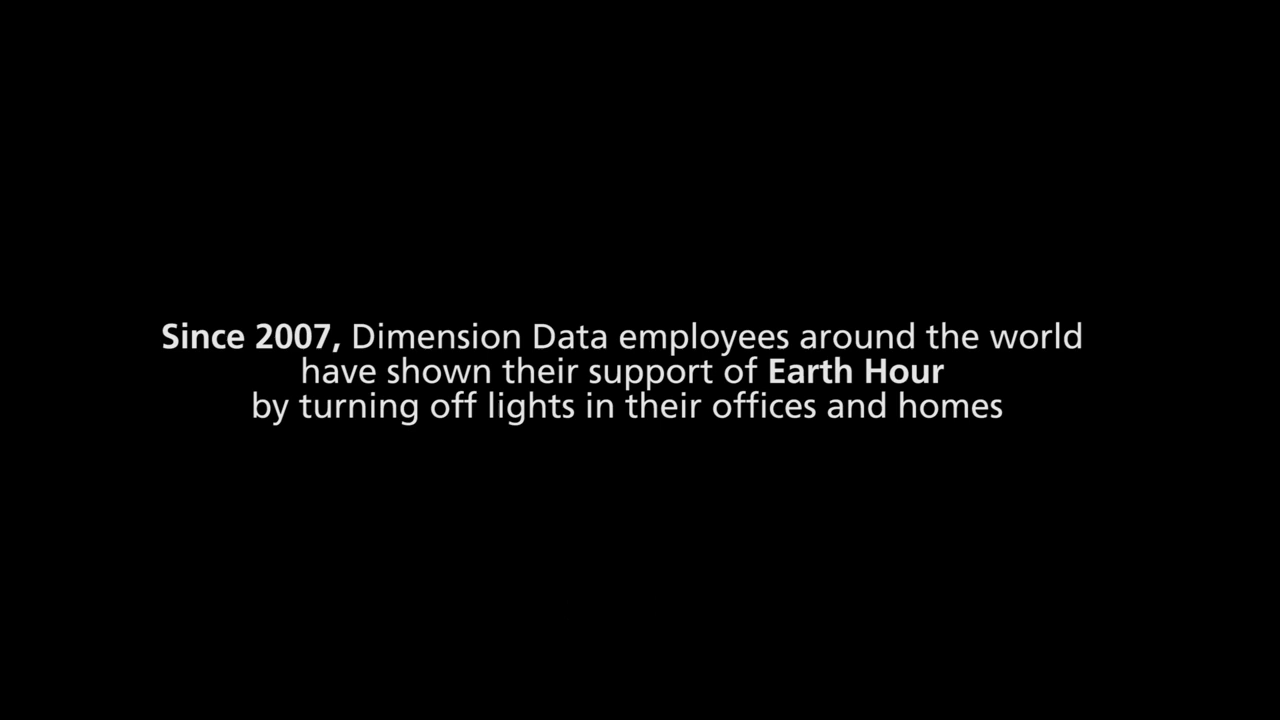 Since 2007, Dimension Data employees around the world
have shown their support of Earth Hour
by turning off lights in their offices and homes